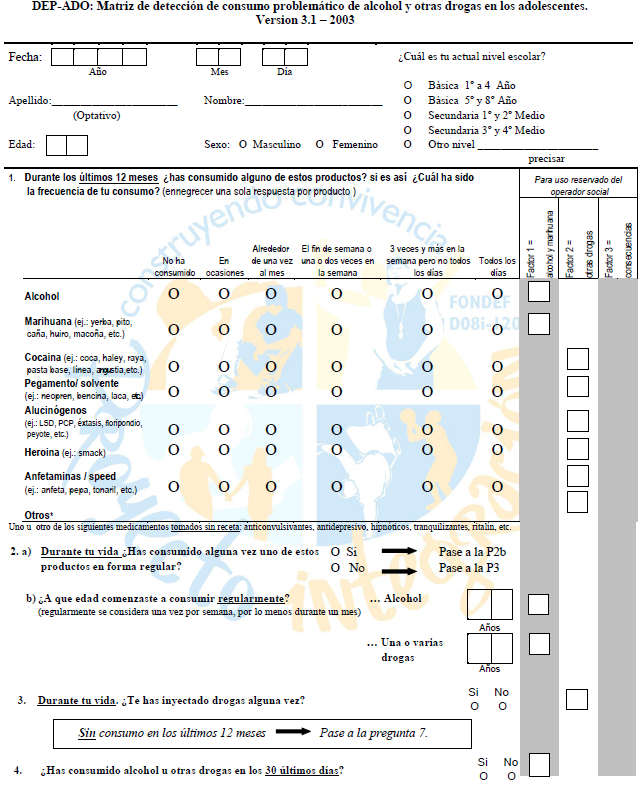 DEP-ADO: Matriz de detección de consumo problemático de alcohol y otras drogas en los adolescentes.
Version 3.1 – 2003
Fecha:
Año Mes Día
¿Cuál es tu actual nivel escolar?
O Bàsica 1° a 4 Año
Apellido: Nombre:
O Bàsica 5° y 8° Año
(Optativo)
O Secundaria 1° y 2° Medio
O Secundaria 3° y 4° Medio
Edad: Sexo: O Masculino O Femenino
O Otro nivel
precisar
1. Durante los últimos 12 meses ¿has consumido alguno de estos productos? si es así ¿Cuál ha sido
la frecuencia de tu consumo? (ennegrecer una sola respuesta por producto )
Para uso reservado del
operador social
Factor 1 =
alcohol y marihuana
Factor 2 =
otras drogas
Factor 3 =
consecuencias
No ha
consumido
En
ocasiones
Alrededor
de una vez
al mes
El fin de semana o
una o dos veces en
la semana
3 veces y más en la
semana pero no todos
los días
Todos los
días
Alcohol O O O O O O
Marihuana (ej.: yerba, pito,
caña, huiro, macoña, etc.) O O O O O O
Cocaína (ej.: coca, haley, raya,
pasta base, línea, angustia,etc.) O O O O O O
Pegamento/ solvente
(ej.: neopren, bencina, laca, etc) O O O O O O
Alucinógenos
(ej.: LSD, PCP, éxtasis, floripondio,
peyote, etc.) O O O O O O
Heroína (ej.: smack) O O O O O O
Anfetaminas / speed
(ej.: anfeta, pepa, tonaril, etc.) O O O O O O
Otros*
Uno u otro de los siguientes medicamentos tomados sin receta: anticonvulsivantes, antidepresivo, hipnóticos, tranquilizantes, ritalin, etc.
2. a) Durante tu vida ¿Has consumido alguna vez uno de estos O Si Pase a la P2b
productos en forma regular? O No Pase a la P3
b) ¿A que edad comenzaste a consumir regularmente? … Alcohol
(regularmente se considera una vez por semana, por lo menos durante un mes)
Años
… Una o varias
drogas
Años
3. Durante tu vida. ¿Te has inyectado drogas alguna vez? Si No
O O
Sin consumo en los últimos 12 meses Pase a la pregunta 7.
4. ¿Has consumido alcohol u otras drogas en los 30 últimos días? Si No
O O
construyendo convivencia
FONDEF
D08i-120
Proyecto integración